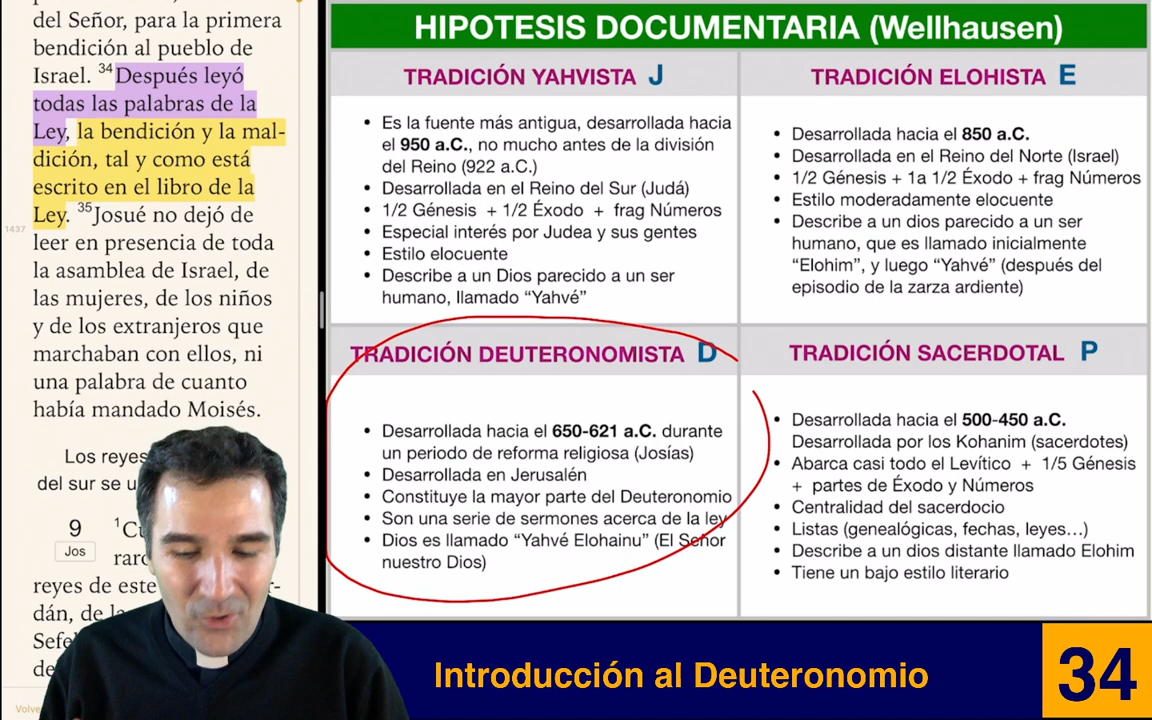 del Señor, para la primera
bendición al pueblo de
Israel. 34 Después leyó
todas las palabras de la
Ley, la bendición y la mal-
dición, tal y como está
escrito en el libro de la
Ley. 35 Josué no dejó de
1437
leer en presencia de toda
la asamblea de Israel, de
las mujeres, de los niños
y de los extranjeros que
marchaban con ellos, ni
una palabra de cuanto
había mandado Moisés.
Los reyes
del sur se
9
Jos
reyes de este
dán, de
HIPOTESIS DOCUMENTARIA (Wellhausen)
TRADICIÓN YAHVISTA J
• Es la fuente más antigua, desarrollada hacia
el 950 a.C., no mucho antes de la división
del Reino (922 a.C.)
• Desarrollada en el Reino del Sur (Judá)
• 1/2 Génesis + 1/2 Éxodo + frag Números
• Especial interés por Judea y sus gentes
• Estilo elocuente
• Describe a un Dios parecido a un ser
humano, llamado “Yahvé”
TRADICIÓN ELOHISTA E
• Desarrollada hacia el 850 a.C.
• Desarrollada en el Reino del Norte (Israel)
• 1/2 Génesis + 1a 1/2 Éxodo + frag Números
• Estilo moderadamente elocuente
• Describe a un dios parecido a un ser
humano, que es llamado inicialmente
“Elohim”, y luego “Yahvé” (después del
episodio de la zarza ardiente)
TRADICIÓN DEUTERONOMISTA D
• Desarrollada hacia el 650-621 a.C. durante
un periodo de reforma religiosa (Josías)
• Desarrollada en Jerusalén
• Constituye la mayor parte del Deuteronomio
• Son una serie de sermones acerca de la ley
• Dios es llamado “Yahvé Elohainu” (El Señor
nuestro Dios)
TRADICIÓN SACERDOTAL P
• Desarrollada hacia el 500-450 a.C.
Desarrollada por los Kohanim (sacerdotes)
• Abarca casi todo el Levítico + 1/5 Génesis
+ partes de Éxodo y Números
• Centralidad del sacerdocio
• Listas (genealógicas, fechas, leyes...)
• Describe a un dios distante llamado Elohim
• Tiene un bajo estilo literario
Introducción al Deuteronomio
34